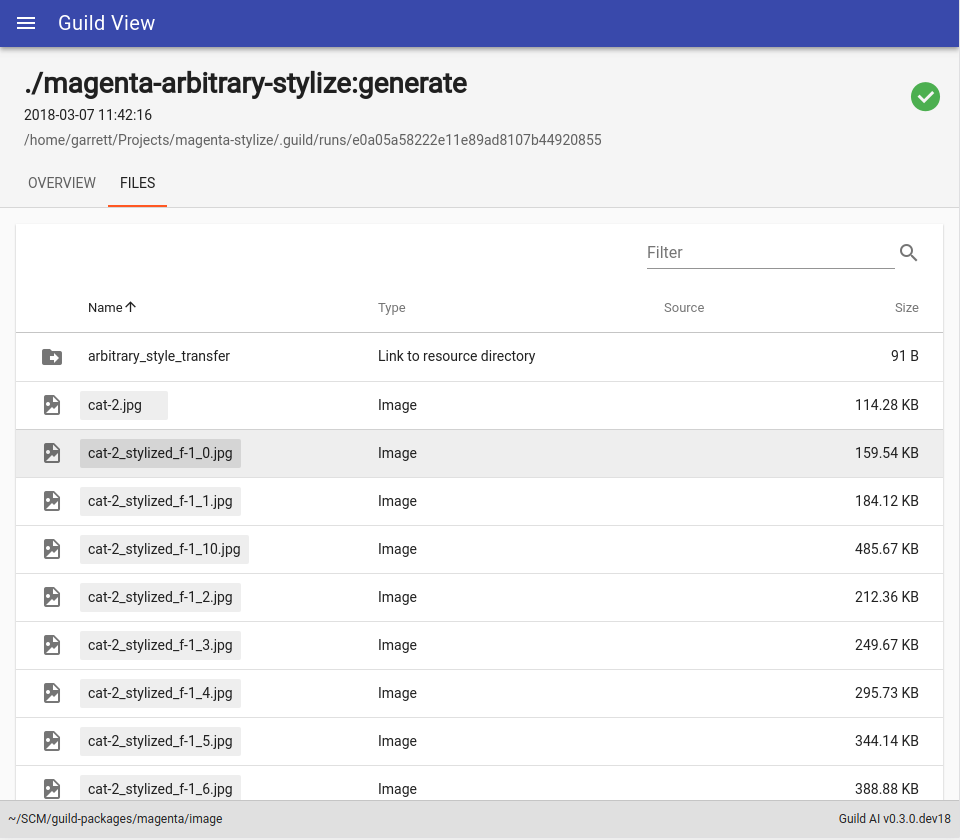 Guild View
./magenta-arbitrary-stylize:generate
2018-03-07 11:42:16
/home/garrett/Projects/magenta-stylize/.guild/runs/e0a05a58222e11e89ad8107b44920855
OVERVIEW FILES
Filter
Name Type Source Size
arbitrary_style_transfer Link to resource directory 91 B
cat-2.jpg Image 114.28 KB
cat-2_stylized_f-1_0.jpg Image 159.54 KB
cat-2_stylized_f-1_1.jpg Image 184.12 KB
cat-2_stylized_f-1_10.jpg Image 485.67 KB
cat-2_stylized_f-1_2.jpg Image 212.36 KB
cat-2_stylized_f-1_3.jpg Image 249.67 KB
cat-2_stylized_f-1_4.jpg Image 295.73 KB
cat-2_stylized_f-1_5.jpg Image 344.14 KB
cat-2_stylized_f-1_6.jpg Image 388.88 KB
~/SCM/guild-packages/magenta/image Guild AI v0.3.0.dev18